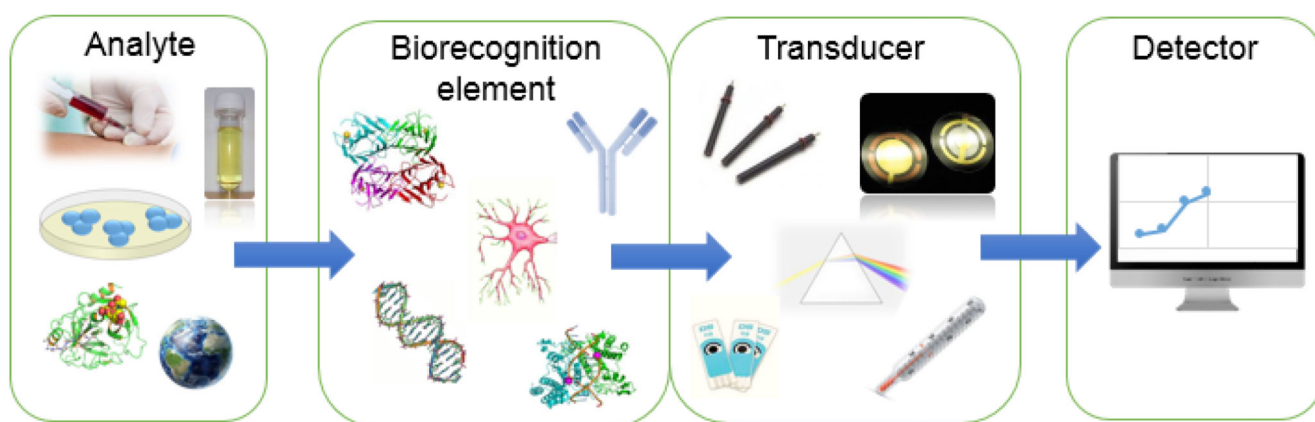 Analyte
Biorecognition
element
Transducer
Detector